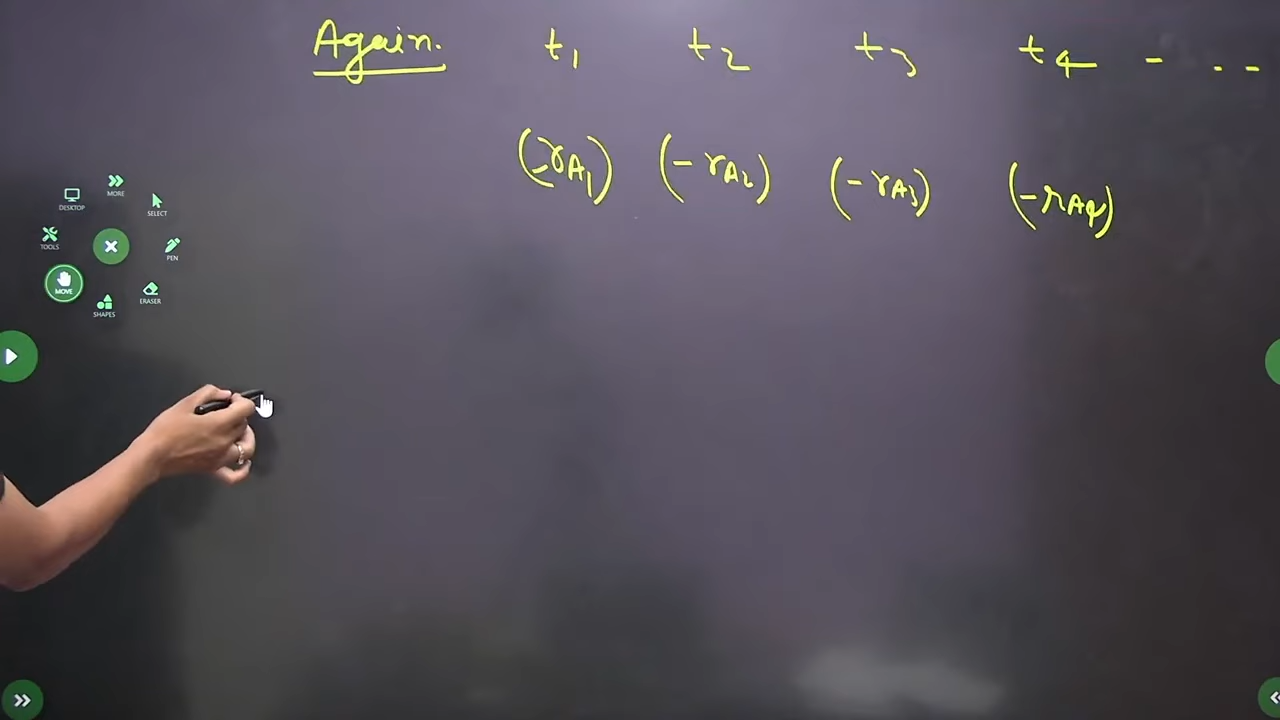 Again. t1 t2 t3 t4 - . . -
(-rA1) (-rA2) (-rA3) (-rA4)
MORE
DESKTOP
SELECT
TOOLS
PEN
MOVE
ERASER
SHAPES